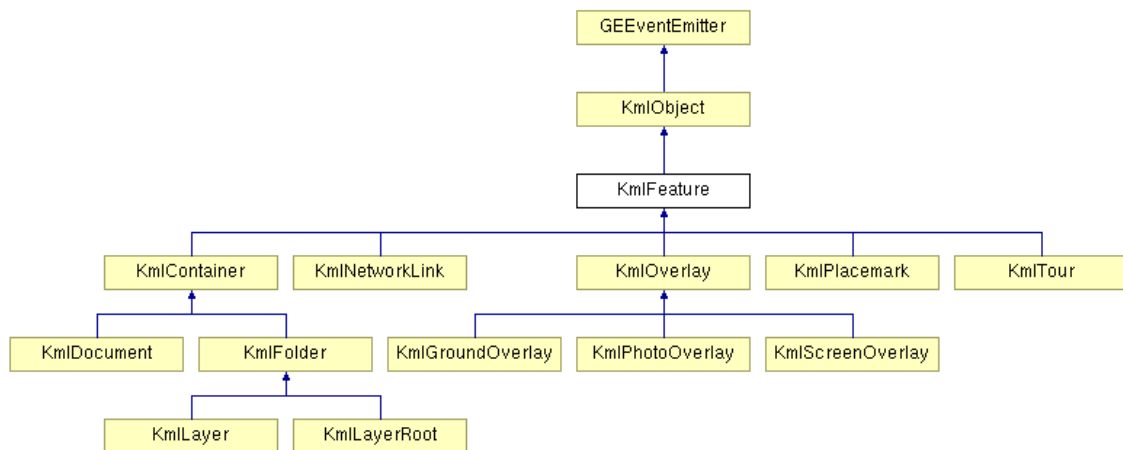 GEEventEmitter
KmlObject
KmlFeature
KmlContainer
KmlNetworkLink
KmlOverlay
KmlPlacemark
KmlTour
KmlDocument
KmlFolder
KmlGroundOverlay
KmlPhotoOverlay
KmlScreenOverlay
KmlLayer
KmlLayerRoot